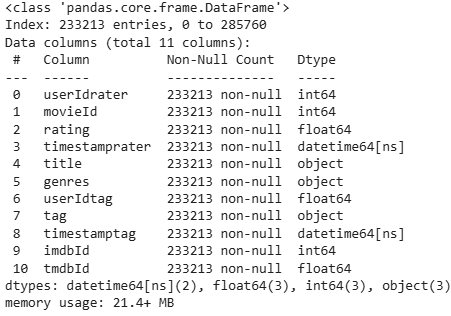 <class 'pandas.core.frame.DataFrame'>
Index: 233213 entries, 0 to 285760
Data columns (total 11 columns):
 #   Column         Non-Null Count   Dtype
---  ------         --------------   -----
 0   userIdrater    233213 non-null  int64
 1   movieId        233213 non-null  int64
 2   rating         233213 non-null  float64
 3   timestamprater 233213 non-null  datetime64[ns]
 4   title          233213 non-null  object
 5   genres         233213 non-null  object
 6   userIdtag      233213 non-null  float64
 7   tag            233213 non-null  object
 8   timestamptag   233213 non-null  datetime64[ns]
 9   imdbId         233213 non-null  int64
 10  tmdbId         233213 non-null  float64
dtypes: datetime64[ns](2), float64(3), int64(3), object(3)
memory usage: 21.4+ MB